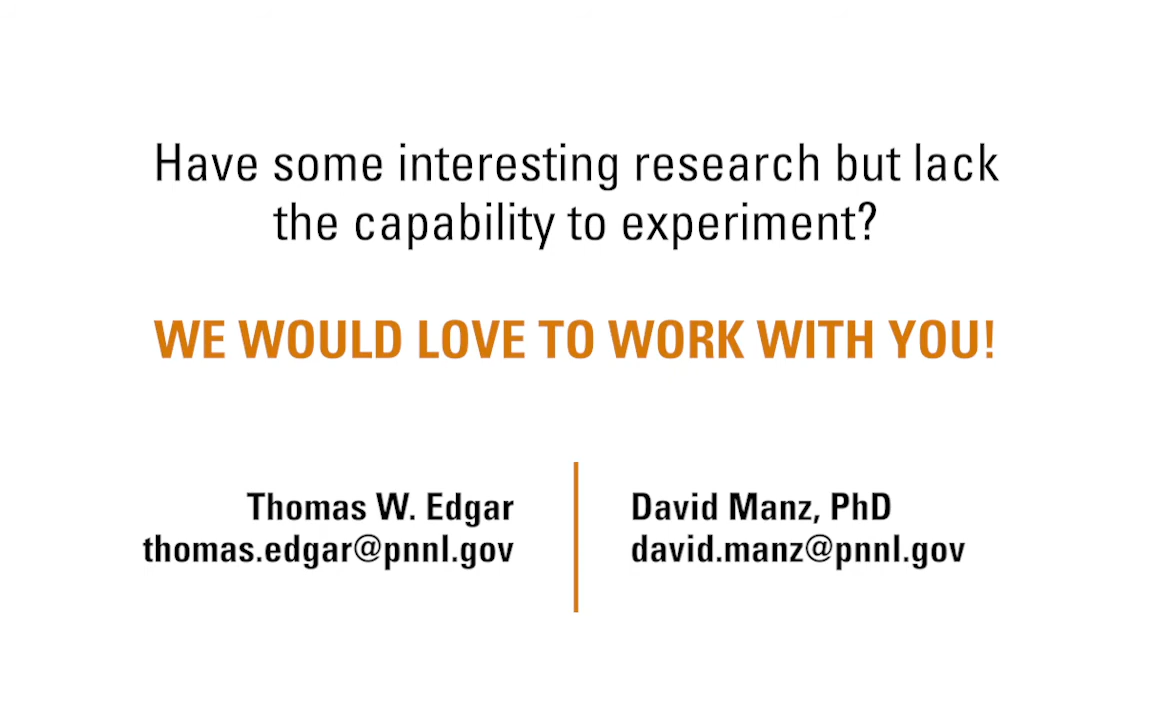 Have some interesting research but lack
the capability to experiment?
WE WOULD LOVE TO WORK WITH YOU!
Thomas W. Edgar
thomas.edgar@pnnl.gov
David Manz, PhD
david.manz@pnnl.gov